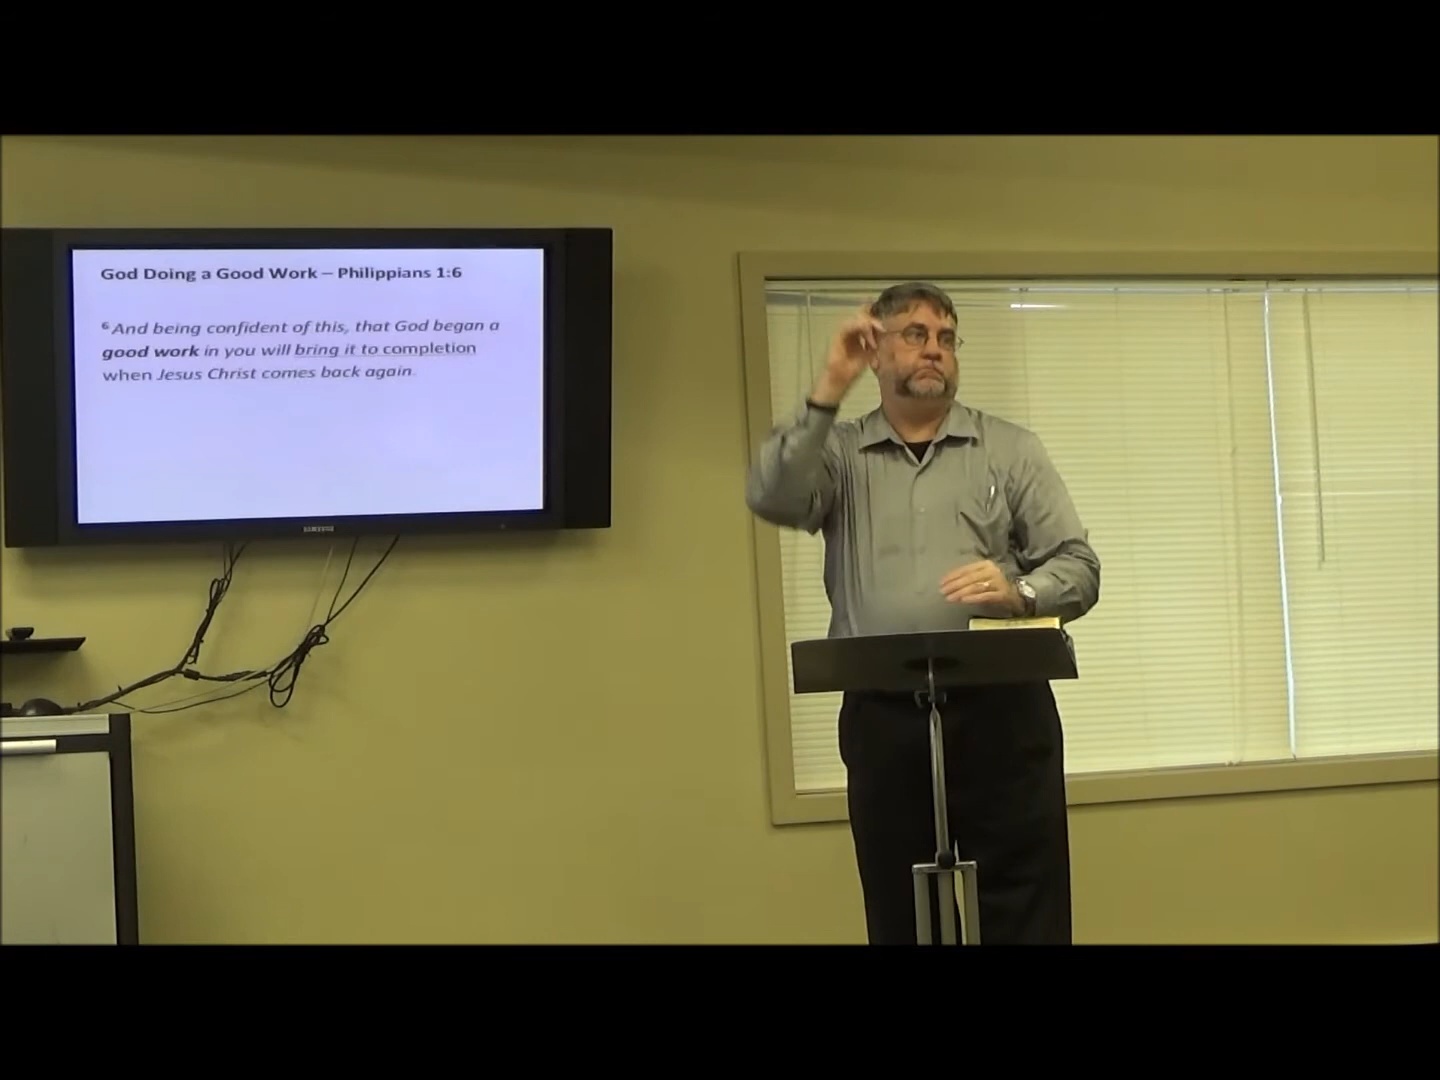 God Doing a Good Work – Philippians 1:6
6 And being confident of this, that God began a
good work in you will bring it to completion
when Jesus Christ comes back again.
SAMSUNG